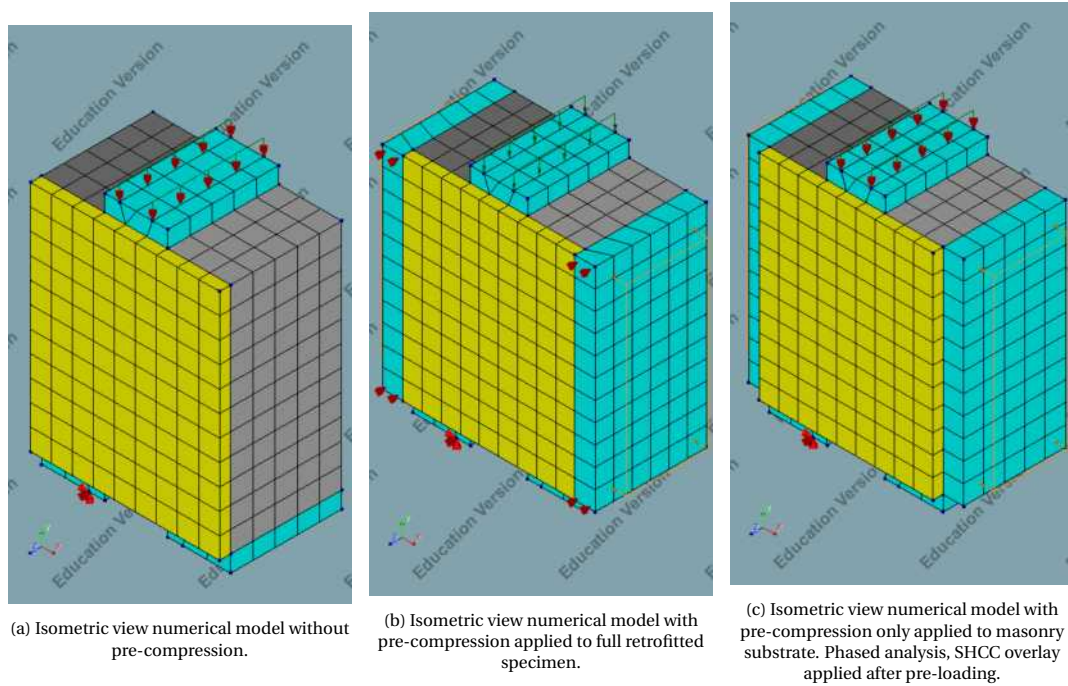 Education Version
Education Version
Education Version
Education Version
Education Version
Education Version
Education Version
Education Version
Education Version
(a) Isometric view numerical model without
pre-compression.
(b) Isometric view numerical model with
pre-compression applied to full retrofitted
specimen.
(c) Isometric view numerical model with
pre-compression only applied to masonry
substrate. Phased analysis, SHCC overlay
applied after pre-loading.